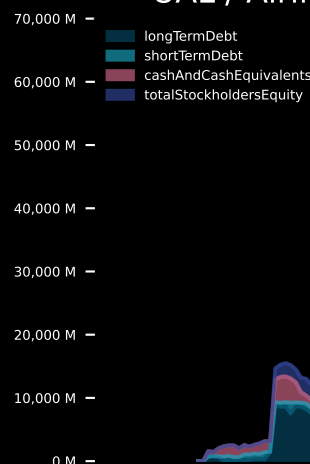 70,000 M
longTermDebt
shortTermDebt
cashAndCashEquivalents
totalStockholdersEquity
60,000 M
50,000 M
40,000 M
30,000 M
20,000 M
10,000 M
0 M